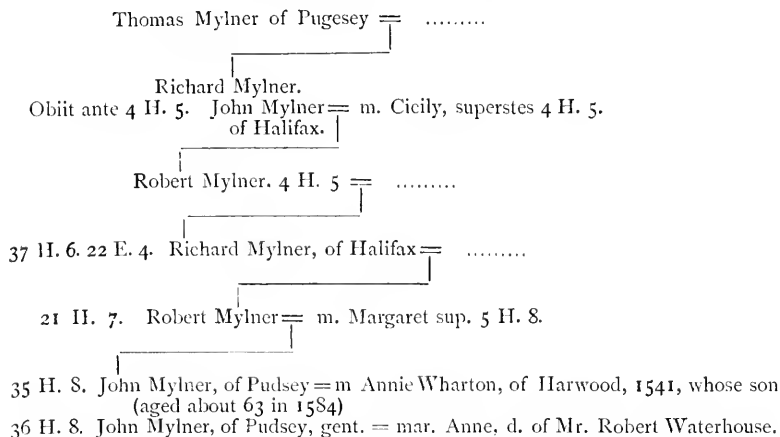 Thomas Mylner of Pugesey = .........
Richard Mylner.
Obiit ante 4 H. 5. John Mylner = m. Cicily, superstes 4 H. 5.
of Halifax.
Robert Mylner. 4 H. 5 = .........
37 H. 6. 22 E. 4. Richard Mylner, of Halifax = .........
21 H. 7. Robert Mylner = m. Margaret sup. 5 H. 8.
35 H. 8. John Mylner, of Pudsey = m Annie Wharton, of Harwood, 1541, whose son
(aged about 63 in 1584)
36 H. 8. John Mylner, of Pudsey, gent. = mar. Anne, d. of Mr. Robert Waterhouse.